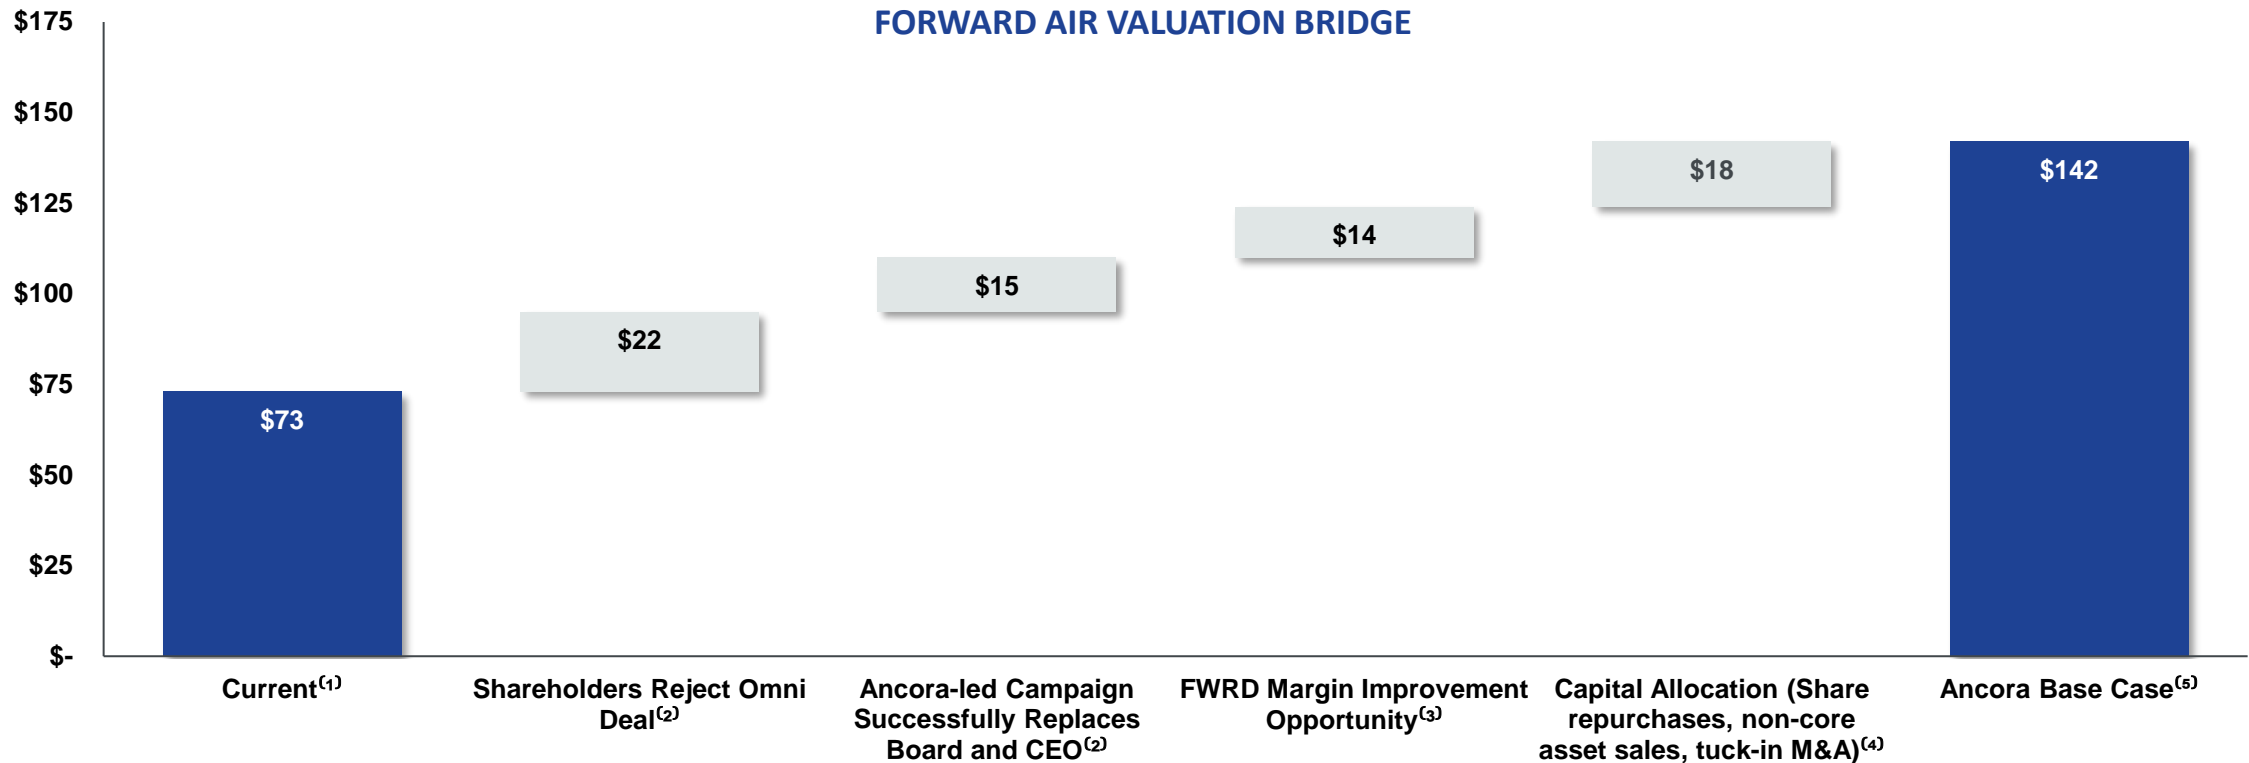 FORWARD AIR VALUATION BRIDGE
$175
$150
$125
$100
$75
$50
$25
$-
$73
$22
$15
$14
$18
$142
Current⁽¹⁾
Shareholders Reject Omni
Deal⁽²⁾
Ancora-led Campaign
Successfully Replaces
Board and CEO⁽²⁾
FWRD Margin Improvement
Opportunity⁽³⁾
Capital Allocation (Share
repurchases, non-core
asset sales, tuck-in M&A)⁽⁴⁾
Ancora Base Case⁽⁵⁾